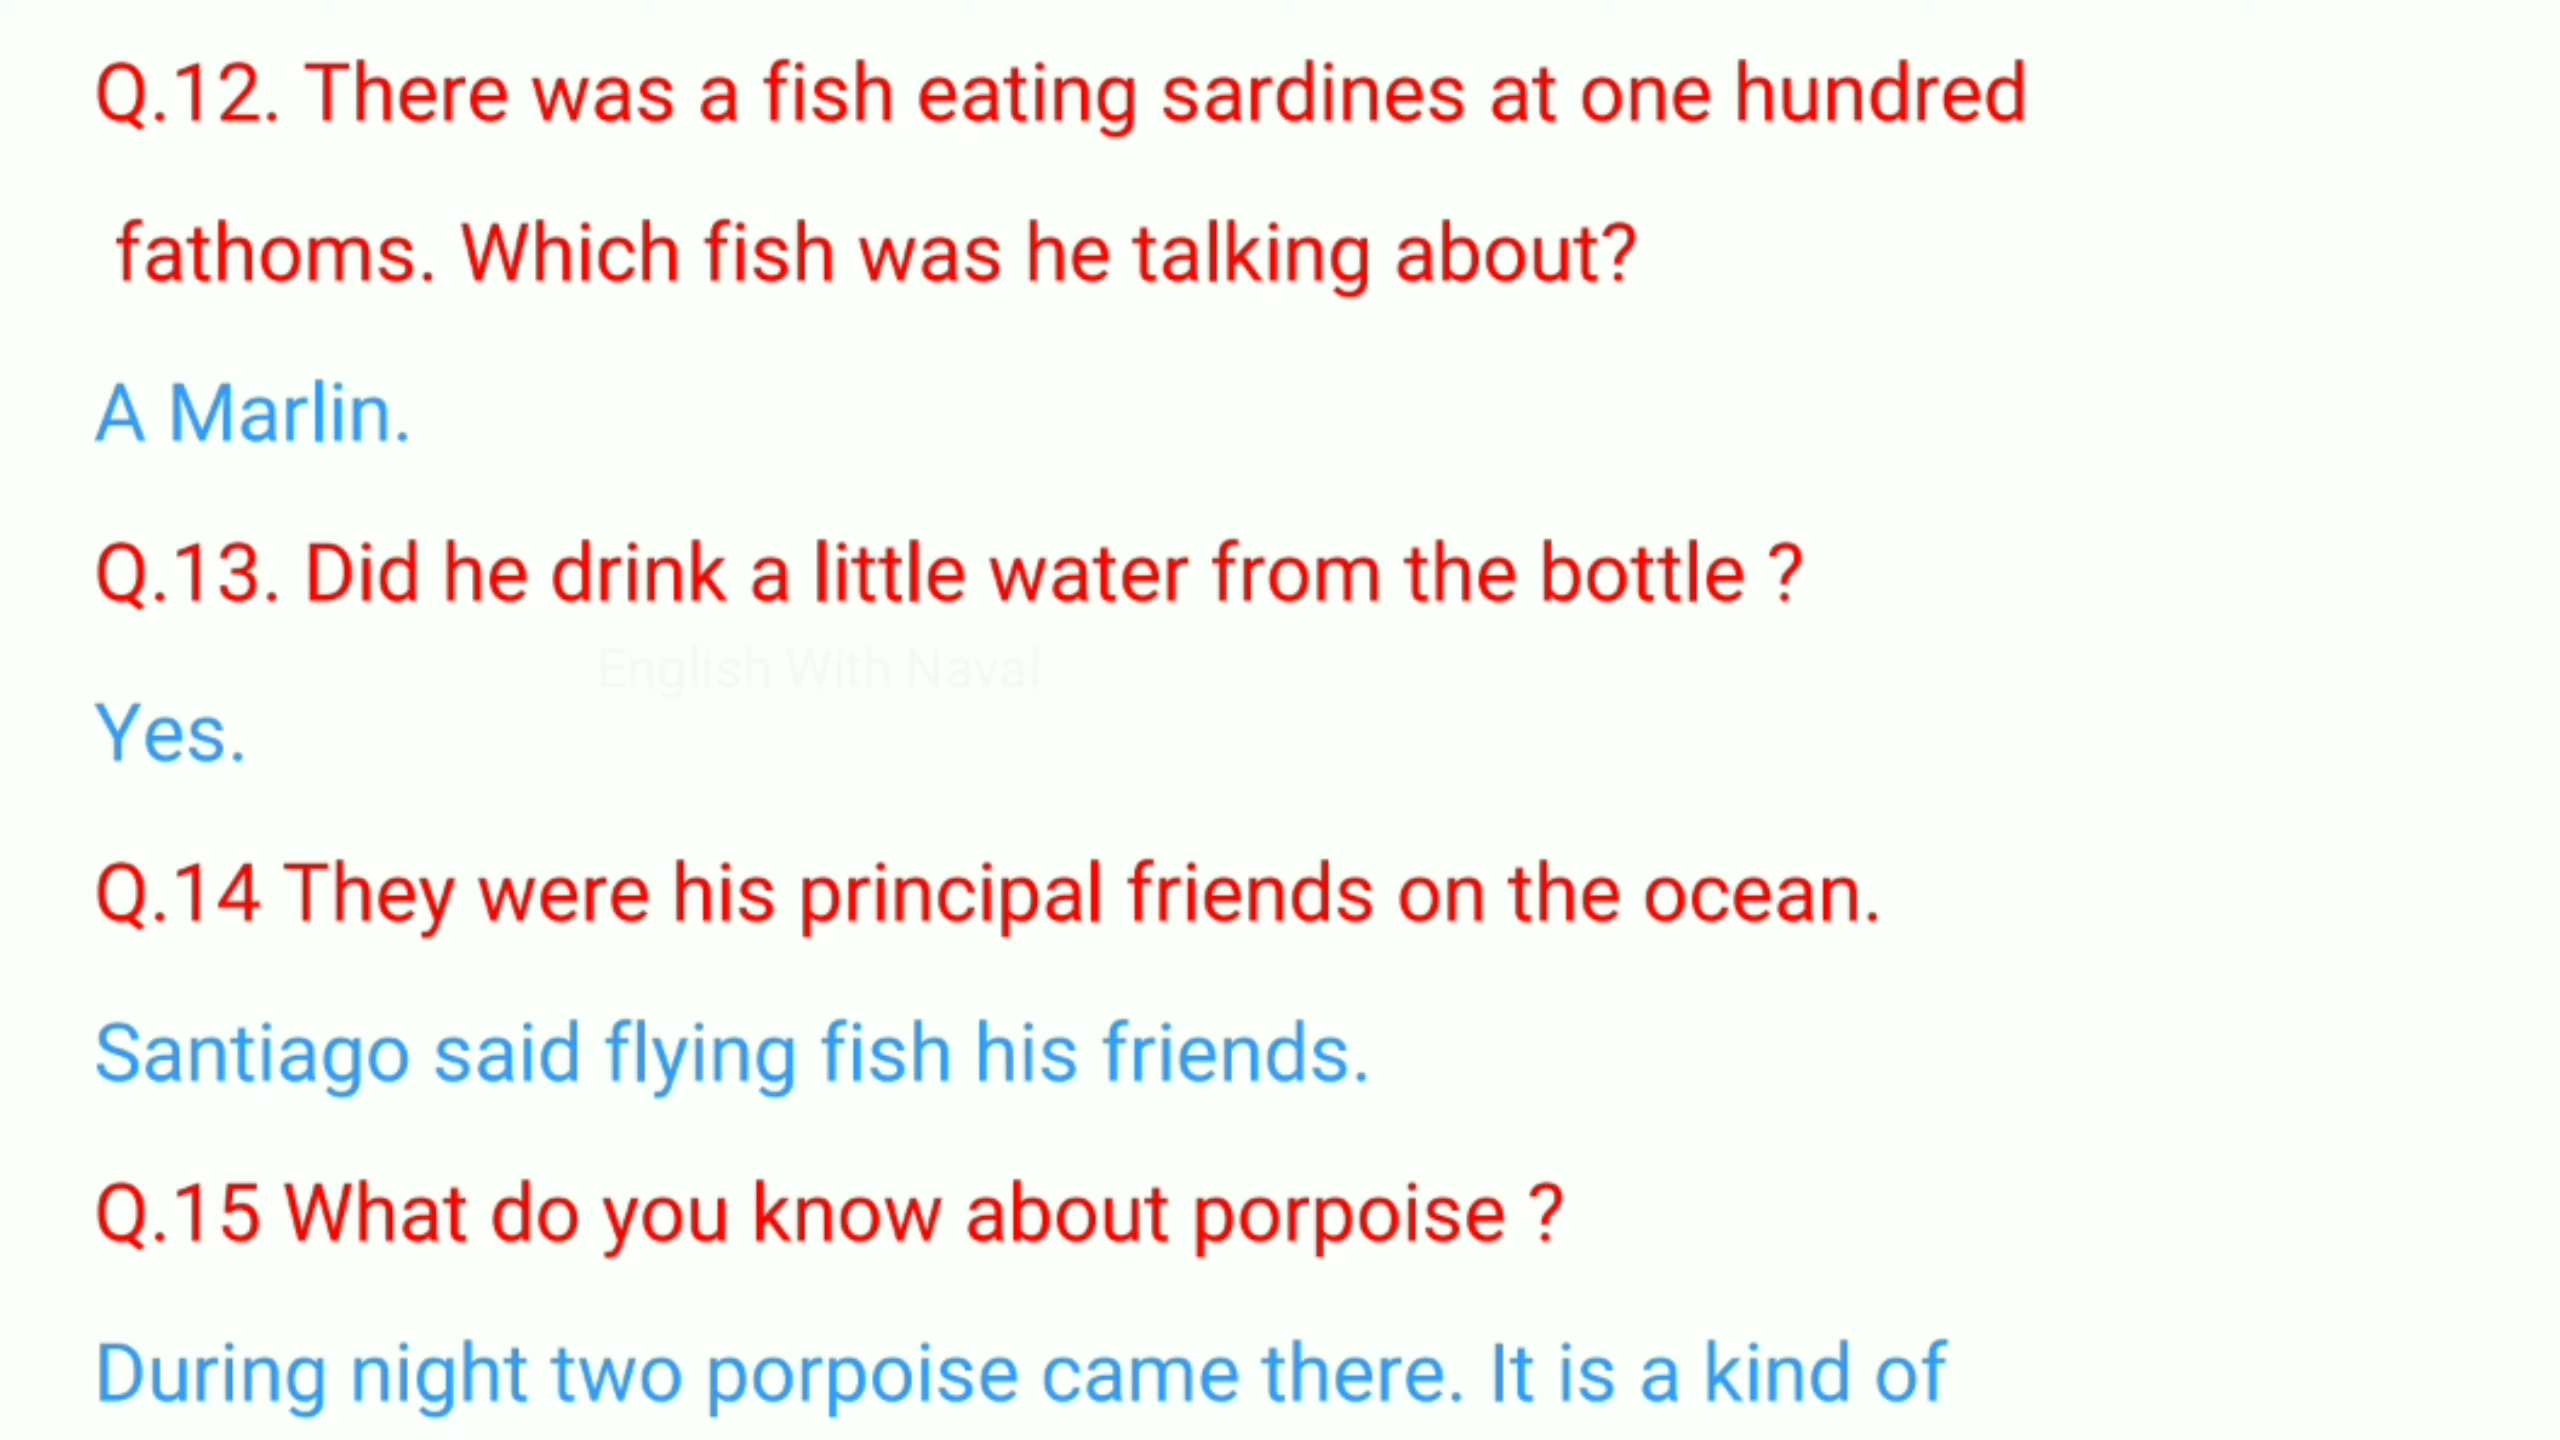 Q.12. There was a fish eating sardines at one hundred
fathoms. Which fish was he talking about?
A Marlin.
Q.13. Did he drink a little water from the bottle ?
English With Naval
Yes.
Q.14 They were his principal friends on the ocean.
Santiago said flying fish his friends.
Q.15 What do you know about porpoise ?
During night two porpoise came there. It is a kind of